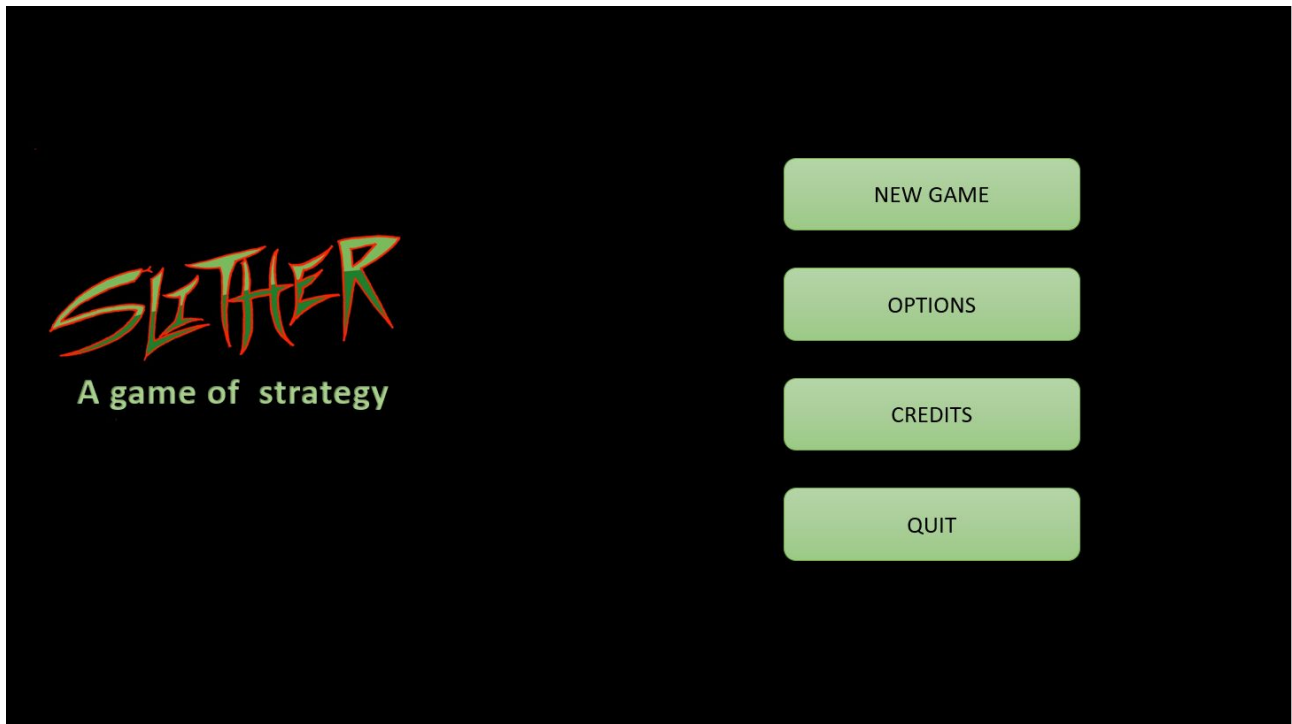 SLITHER
A game of  strategy
NEW GAME
OPTIONS
CREDITS
QUIT